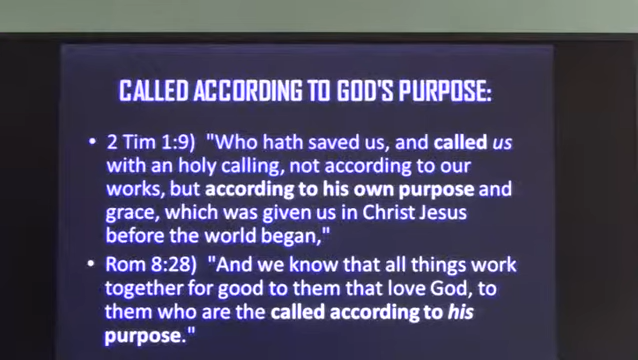 CALLED ACCORDING TO GOD'S PURPOSE:
• 2 Tim 1:9) "Who hath saved us, and called us
with an holy calling, not according to our
works, but according to his own purpose and
grace, which was given us in Christ Jesus
before the world began,"
• Rom 8:28) "And we know that all things work
together for good to them that love God, to
them who are the called according to his
purpose."